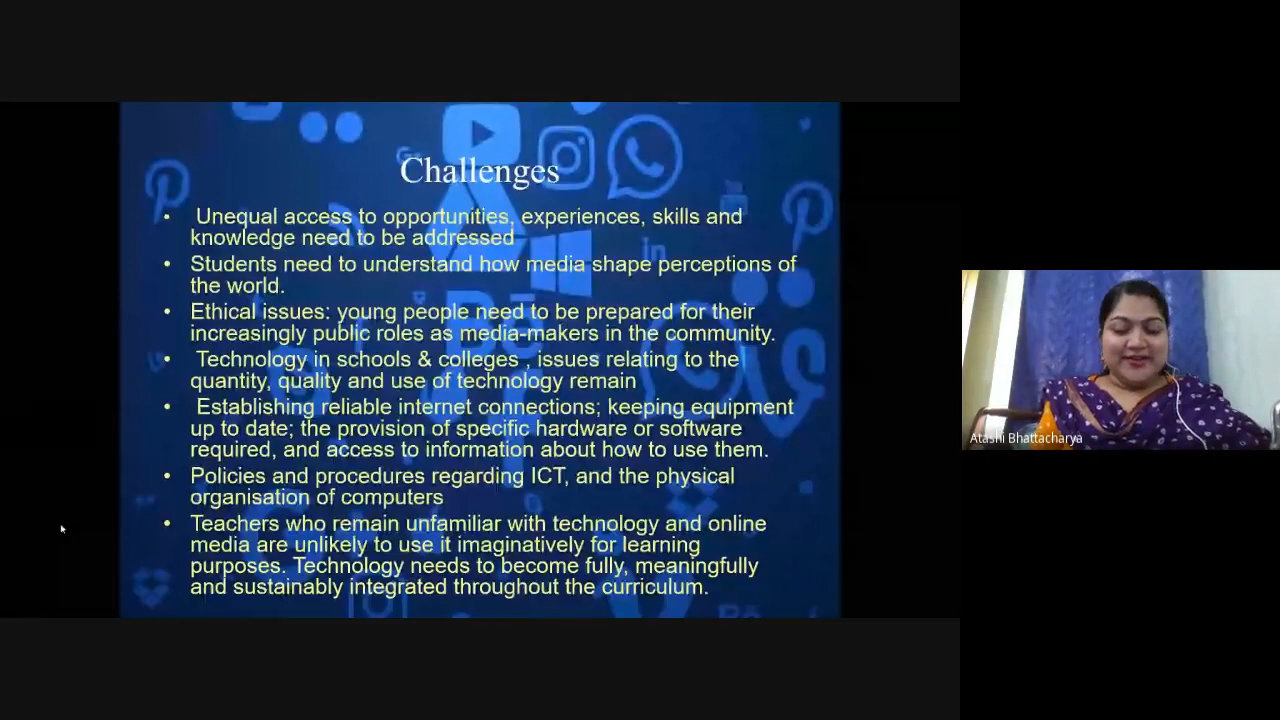 Challenges
• Unequal access to opportunities, experiences, skills and
knowledge need to be addressed
• Students need to understand how media shape perceptions of
the world.
• Ethical issues: young people need to be prepared for their
increasingly public roles as media-makers in the community.
• Technology in schools & colleges , issues relating to the
quantity, quality and use of technology remain
• Establishing reliable internet connections; keeping equipment
up to date; the provision of specific hardware or software
required, and access to information about how to use them.
• Policies and procedures regarding ICT, and the physical
organisation of computers
• Teachers who remain unfamiliar with technology and online
media are unlikely to use it imaginatively for learning
purposes. Technology needs to become fully, meaningfully
and sustainably integrated throughout the curriculum.
Atashi Bhattacharya